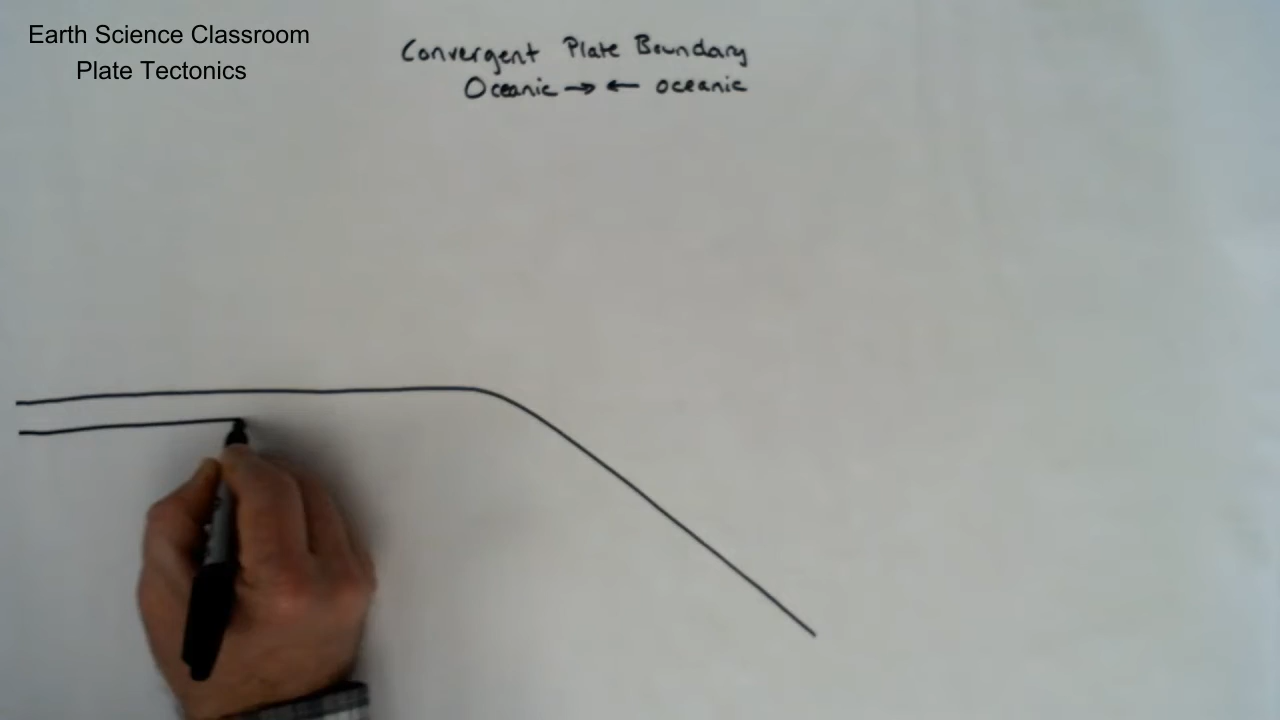 Earth Science Classroom
Plate Tectonics
Convergent Plate Boundary
Oceanic → ← oceanic